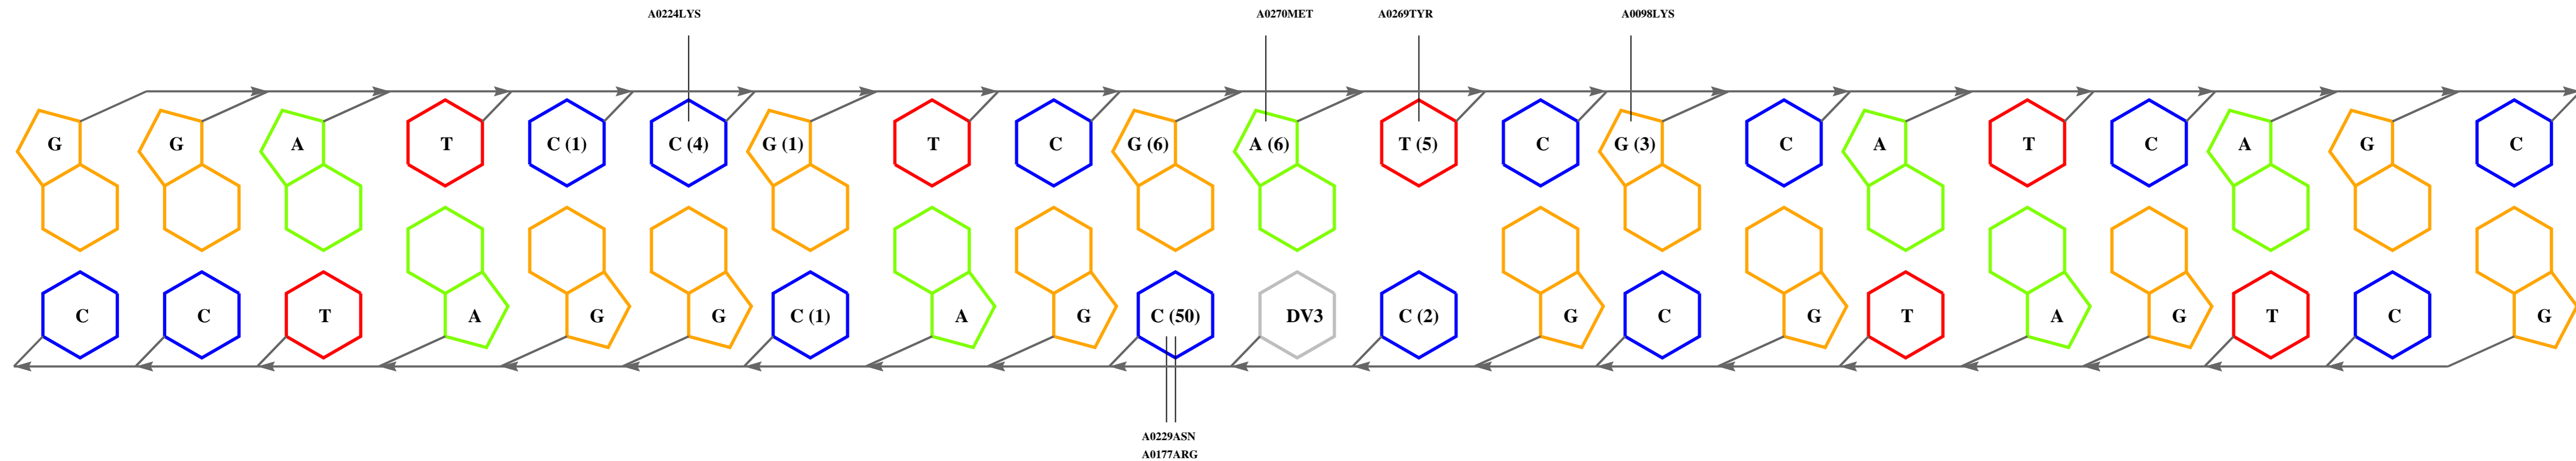 A0224LYS A0270MET A0269TYR A0098LYS
G G A T C (1) C (4) G (1) T C G (6) A (6) T (5) C G (3) C A T C A G C
C C T A G G C (1) A G C (50) DV3 C (2) G C G T A G T C G
A0229ASN
A0177ARG